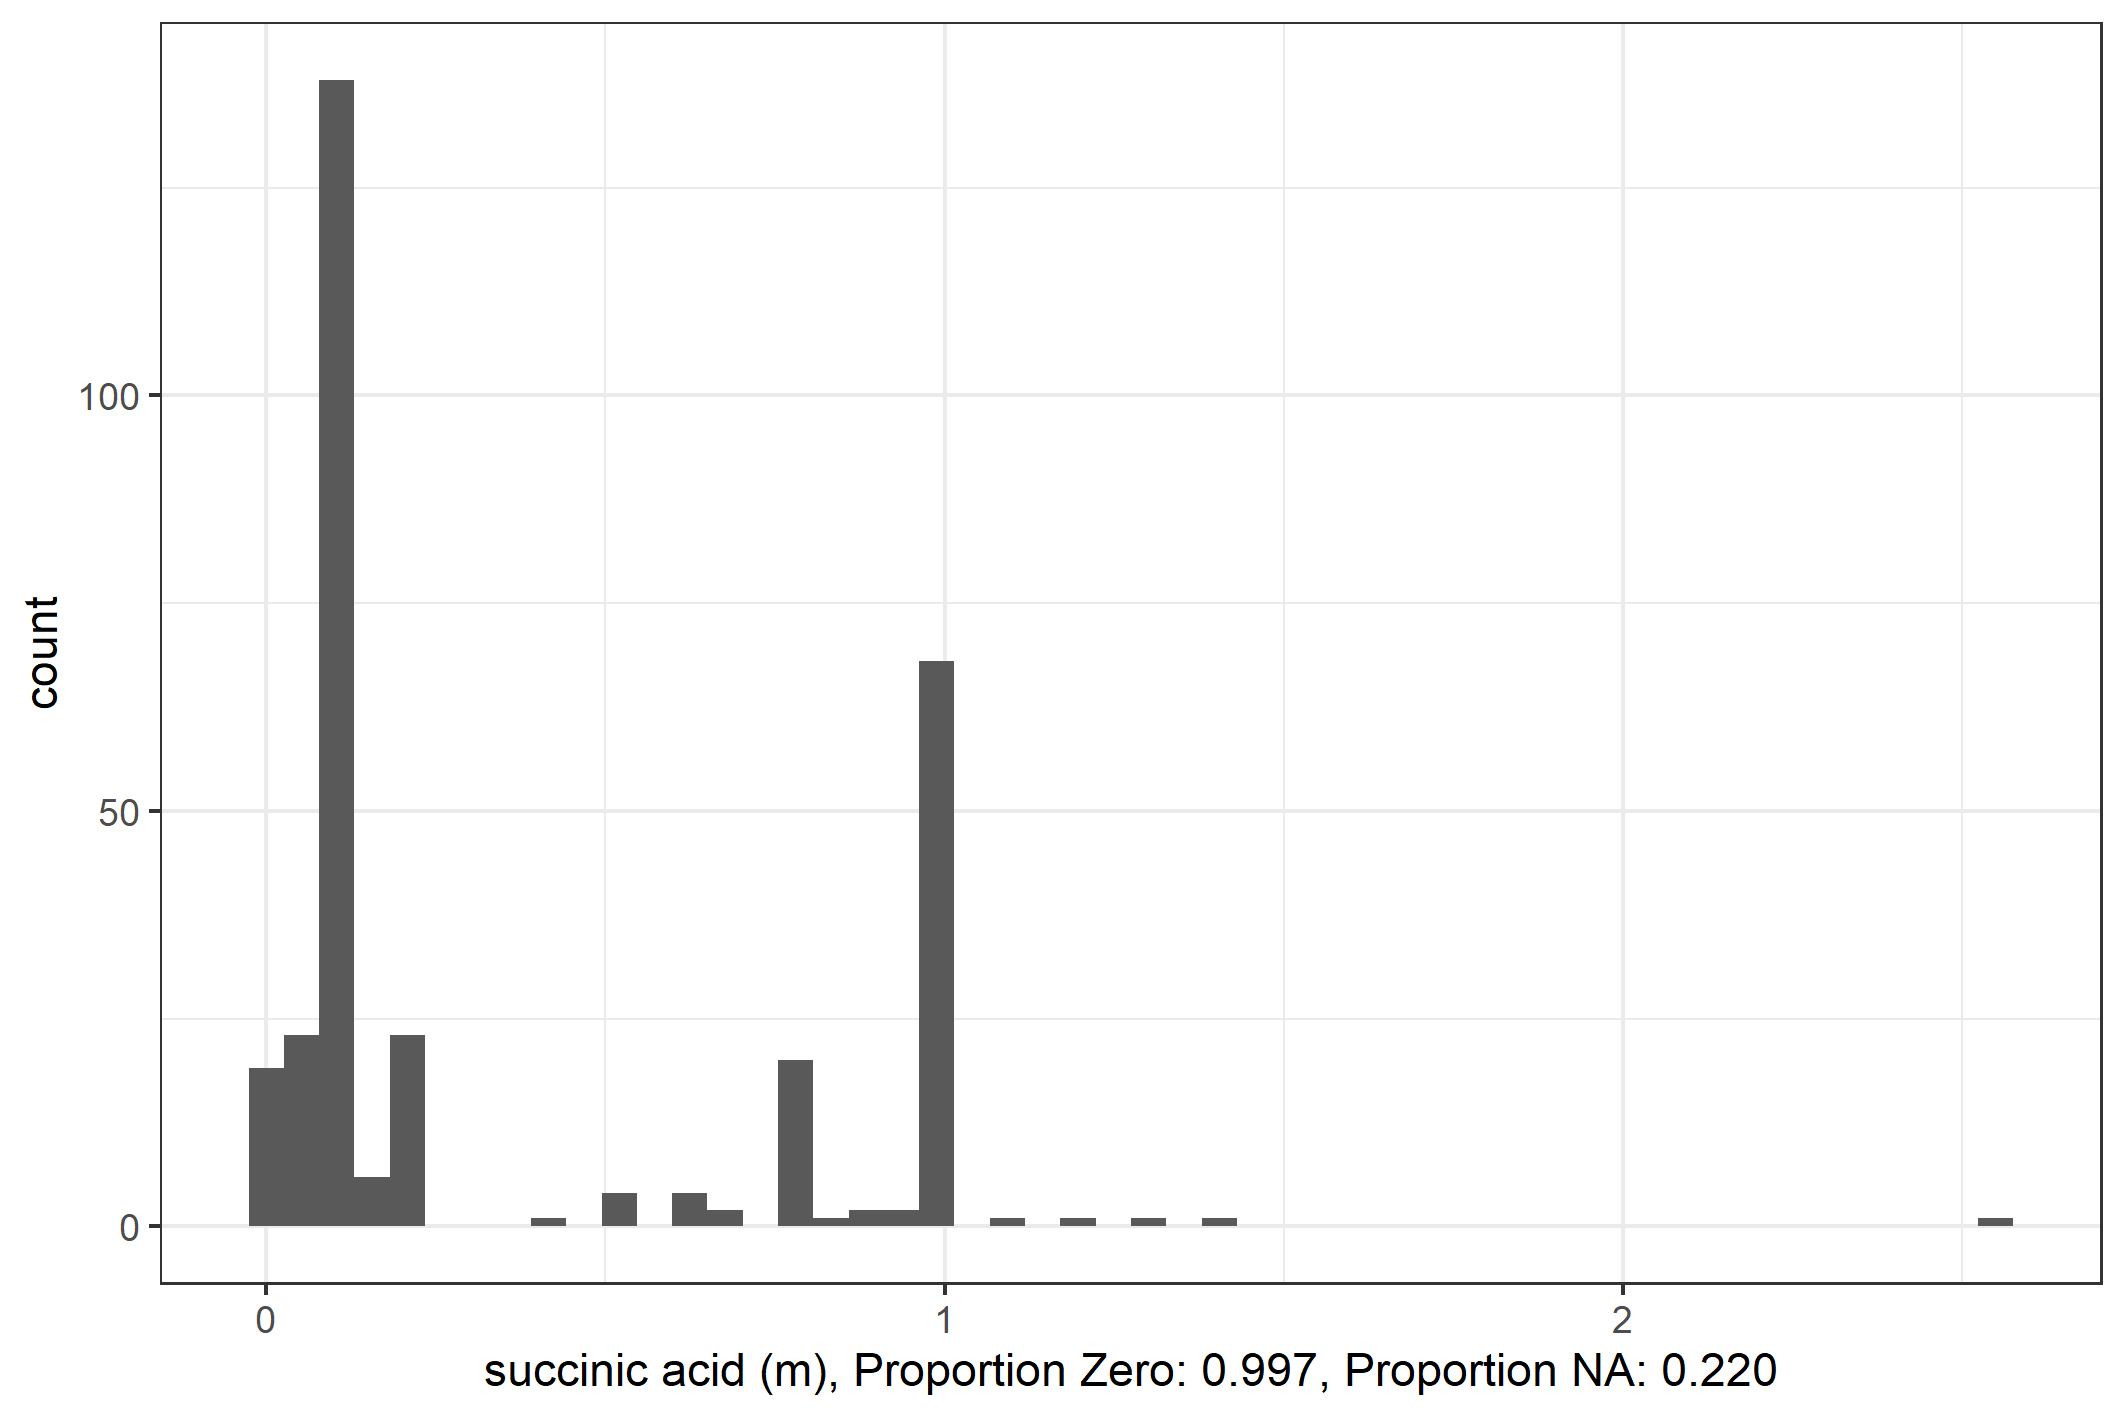 count
100
50
0
0 1 2
succinic acid (m), Proportion Zero: 0.997, Proportion NA: 0.220